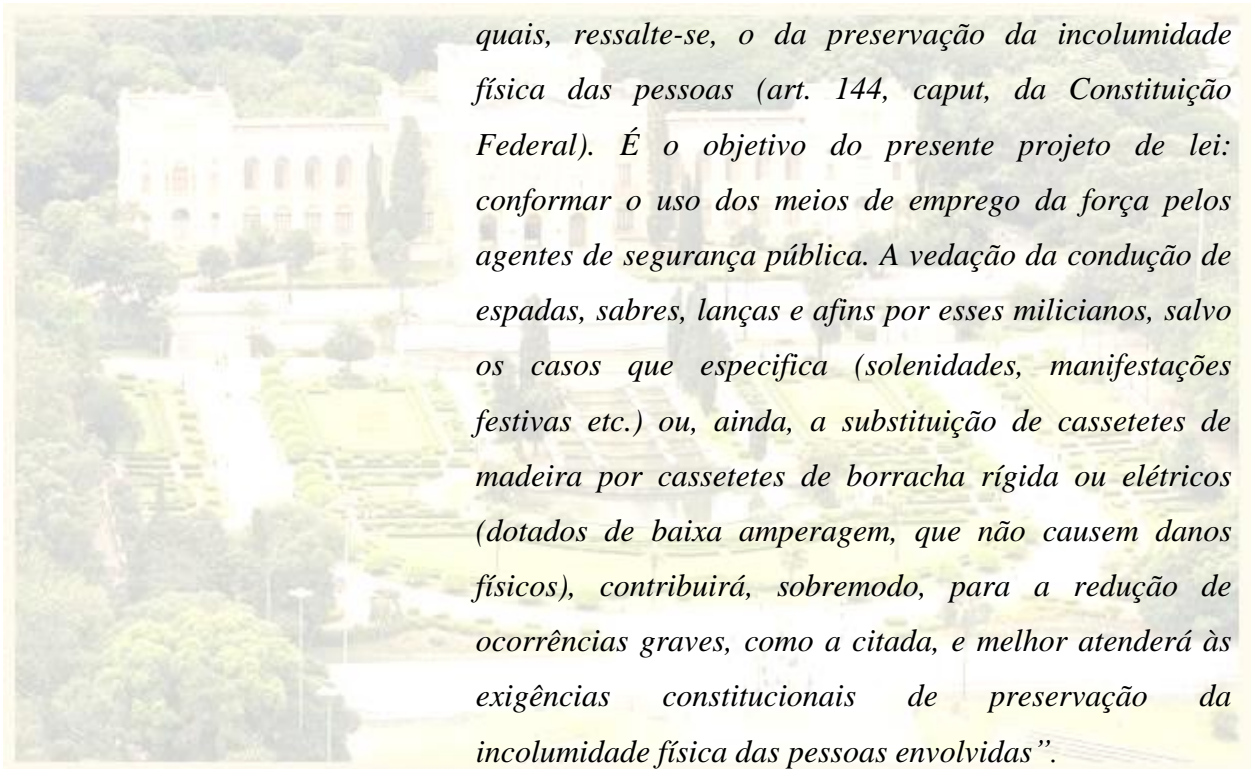 quais, ressalte-se, o da preservação da incolumidade
física das pessoas (art. 144, caput, da Constituição
Federal). É o objetivo do presente projeto de lei:
conformar o uso dos meios de emprego da força pelos
agentes de segurança pública. A vedação da condução de
espadas, sabres, lanças e afins por esses milicianos, salvo
os casos que especifica (solenidades, manifestações
festivas etc.) ou, ainda, a substituição de cassetetes de
madeira por cassetetes de borracha rígida ou elétricos
(dotados de baixa amperagem, que não causem danos
físicos), contribuirá, sobremodo, para a redução de
ocorrências graves, como a citada, e melhor atenderá às
exigências constitucionais de preservação da
incolumidade física das pessoas envolvidas”.